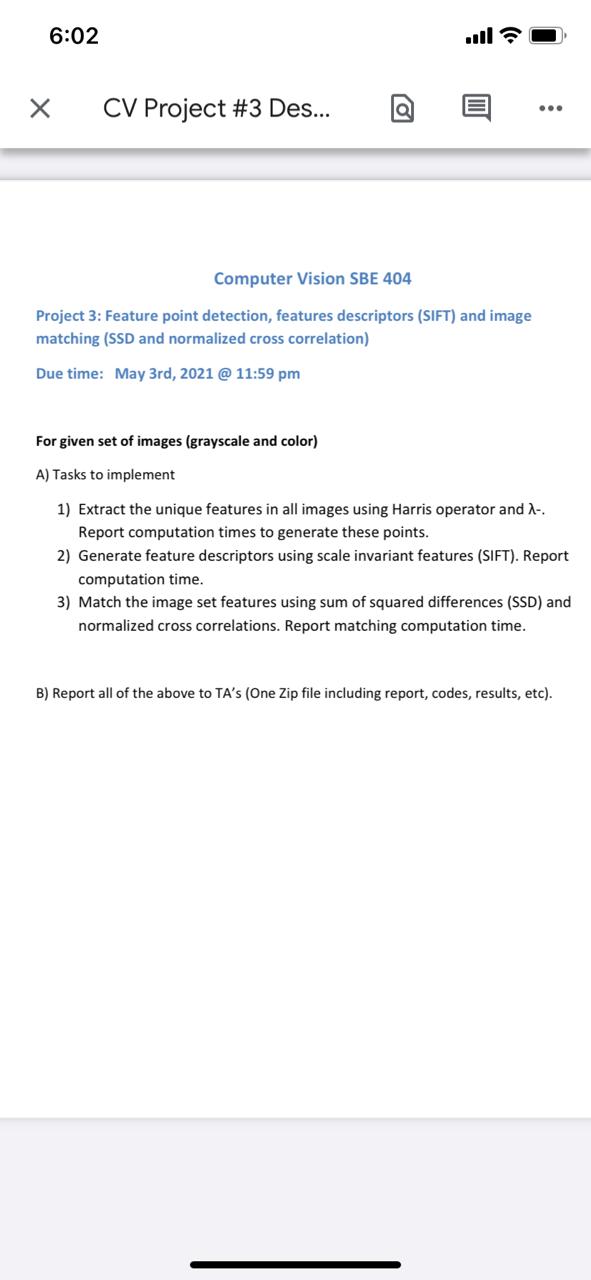 6:02
CV Project #3 Des...
Computer Vision SBE 404
Project 3: Feature point detection, features descriptors (SIFT) and image
matching (SSD and normalized cross correlation)
Due time: May 3rd, 2021 @ 11:59 pm
For given set of images (grayscale and color)
A) Tasks to implement
1) Extract the unique features in all images using Harris operator and λ-.
Report computation times to generate these points.
2) Generate feature descriptors using scale invariant features (SIFT). Report
computation time.
3) Match the image set features using sum of squared differences (SSD) and
normalized cross correlations. Report matching computation time.
B) Report all of the above to TA’s (One Zip file including report, codes, results, etc).